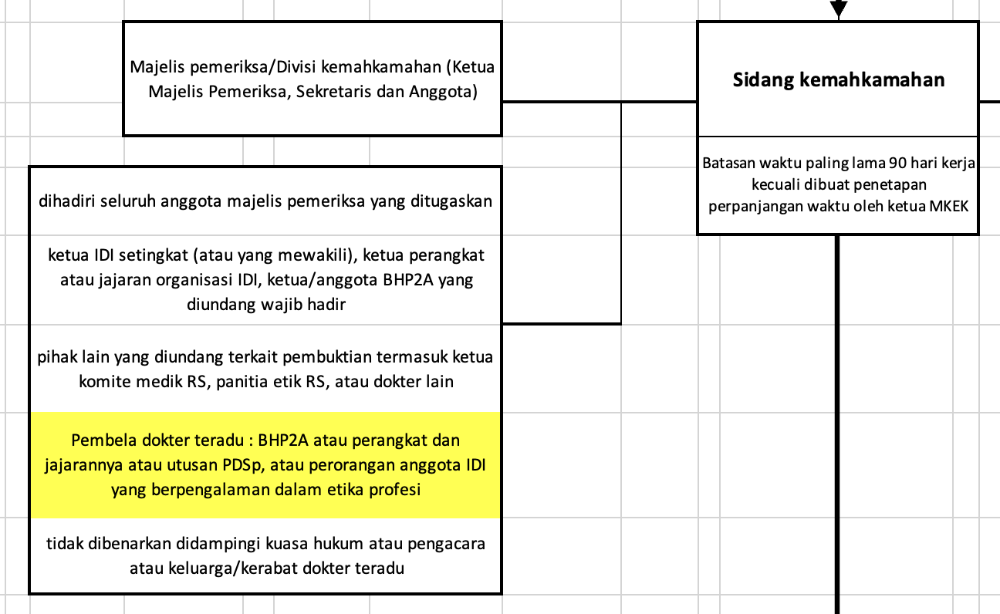 Majelis pemeriksa/Divisi kemahkamahan (Ketua
Majelis Pemeriksa, Sekretaris dan Anggota)
Sidang kemahkamahan
Batasan waktu paling lama 90 hari kerja
kecuali dibuat penetapan
perpanjangan waktu oleh ketua MKEK
dihadiri seluruh anggota majelis pemeriksa yang ditugaskan
ketua IDI setingkat (atau yang mewakili), ketua perangkat
atau jajaran organisasi IDI, ketua/anggota BHP2A yang
diundang wajib hadir
pihak lain yang diundang terkait pembuktian termasuk ketua
komite medik RS, panitia etik RS, atau dokter lain
Pembela dokter teradu : BHP2A atau perangkat dan
jajarannya atau utusan PDSp, atau perorangan anggota IDI
yang berpengalaman dalam etika profesi
tidak dibenarkan didampingi kuasa hukum atau pengacara
atau keluarga/kerabat dokter teradu